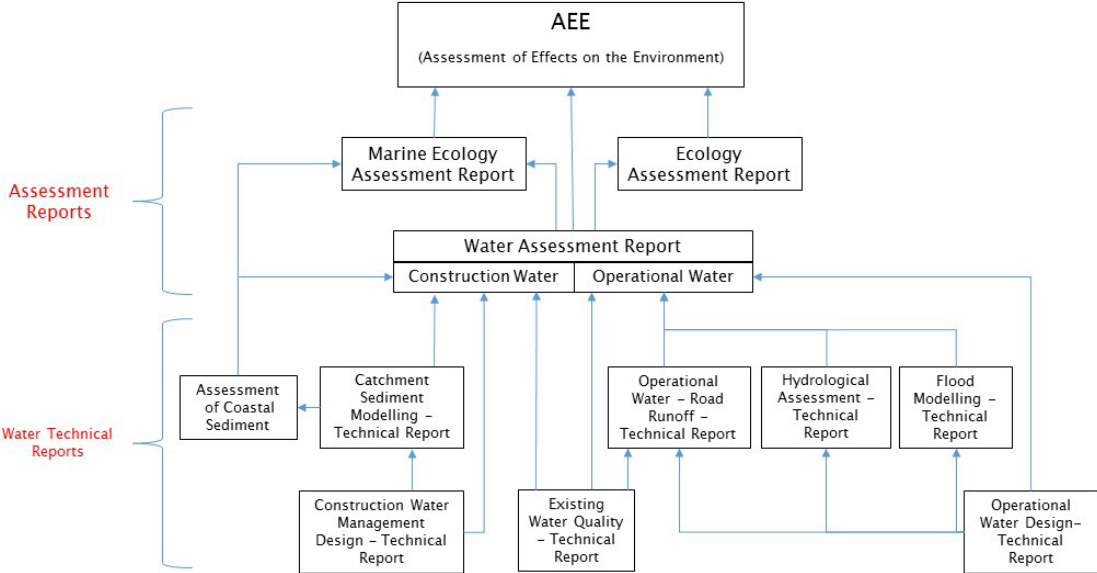 AEE
(Assessment of Effects on the Environment)
Marine Ecology
Assessment Report
Ecology
Assessment Report
Assessment
Reports
Water Assessment Report
Construction Water
Operational Water
Assessment
of Coastal
Sediment
Catchment
Sediment
Modelling –
Technical Report
Operational
Water – Road
Runoff –
Technical Report
Hydrological
Assessment –
Technical
Report
Flood
Modelling –
Technical
Report
Water Technical
Reports
Construction Water
Management
Design – Technical
Report
Existing
Water Quality
– Technical
Report
Operational
Water Design–
Technical
Report